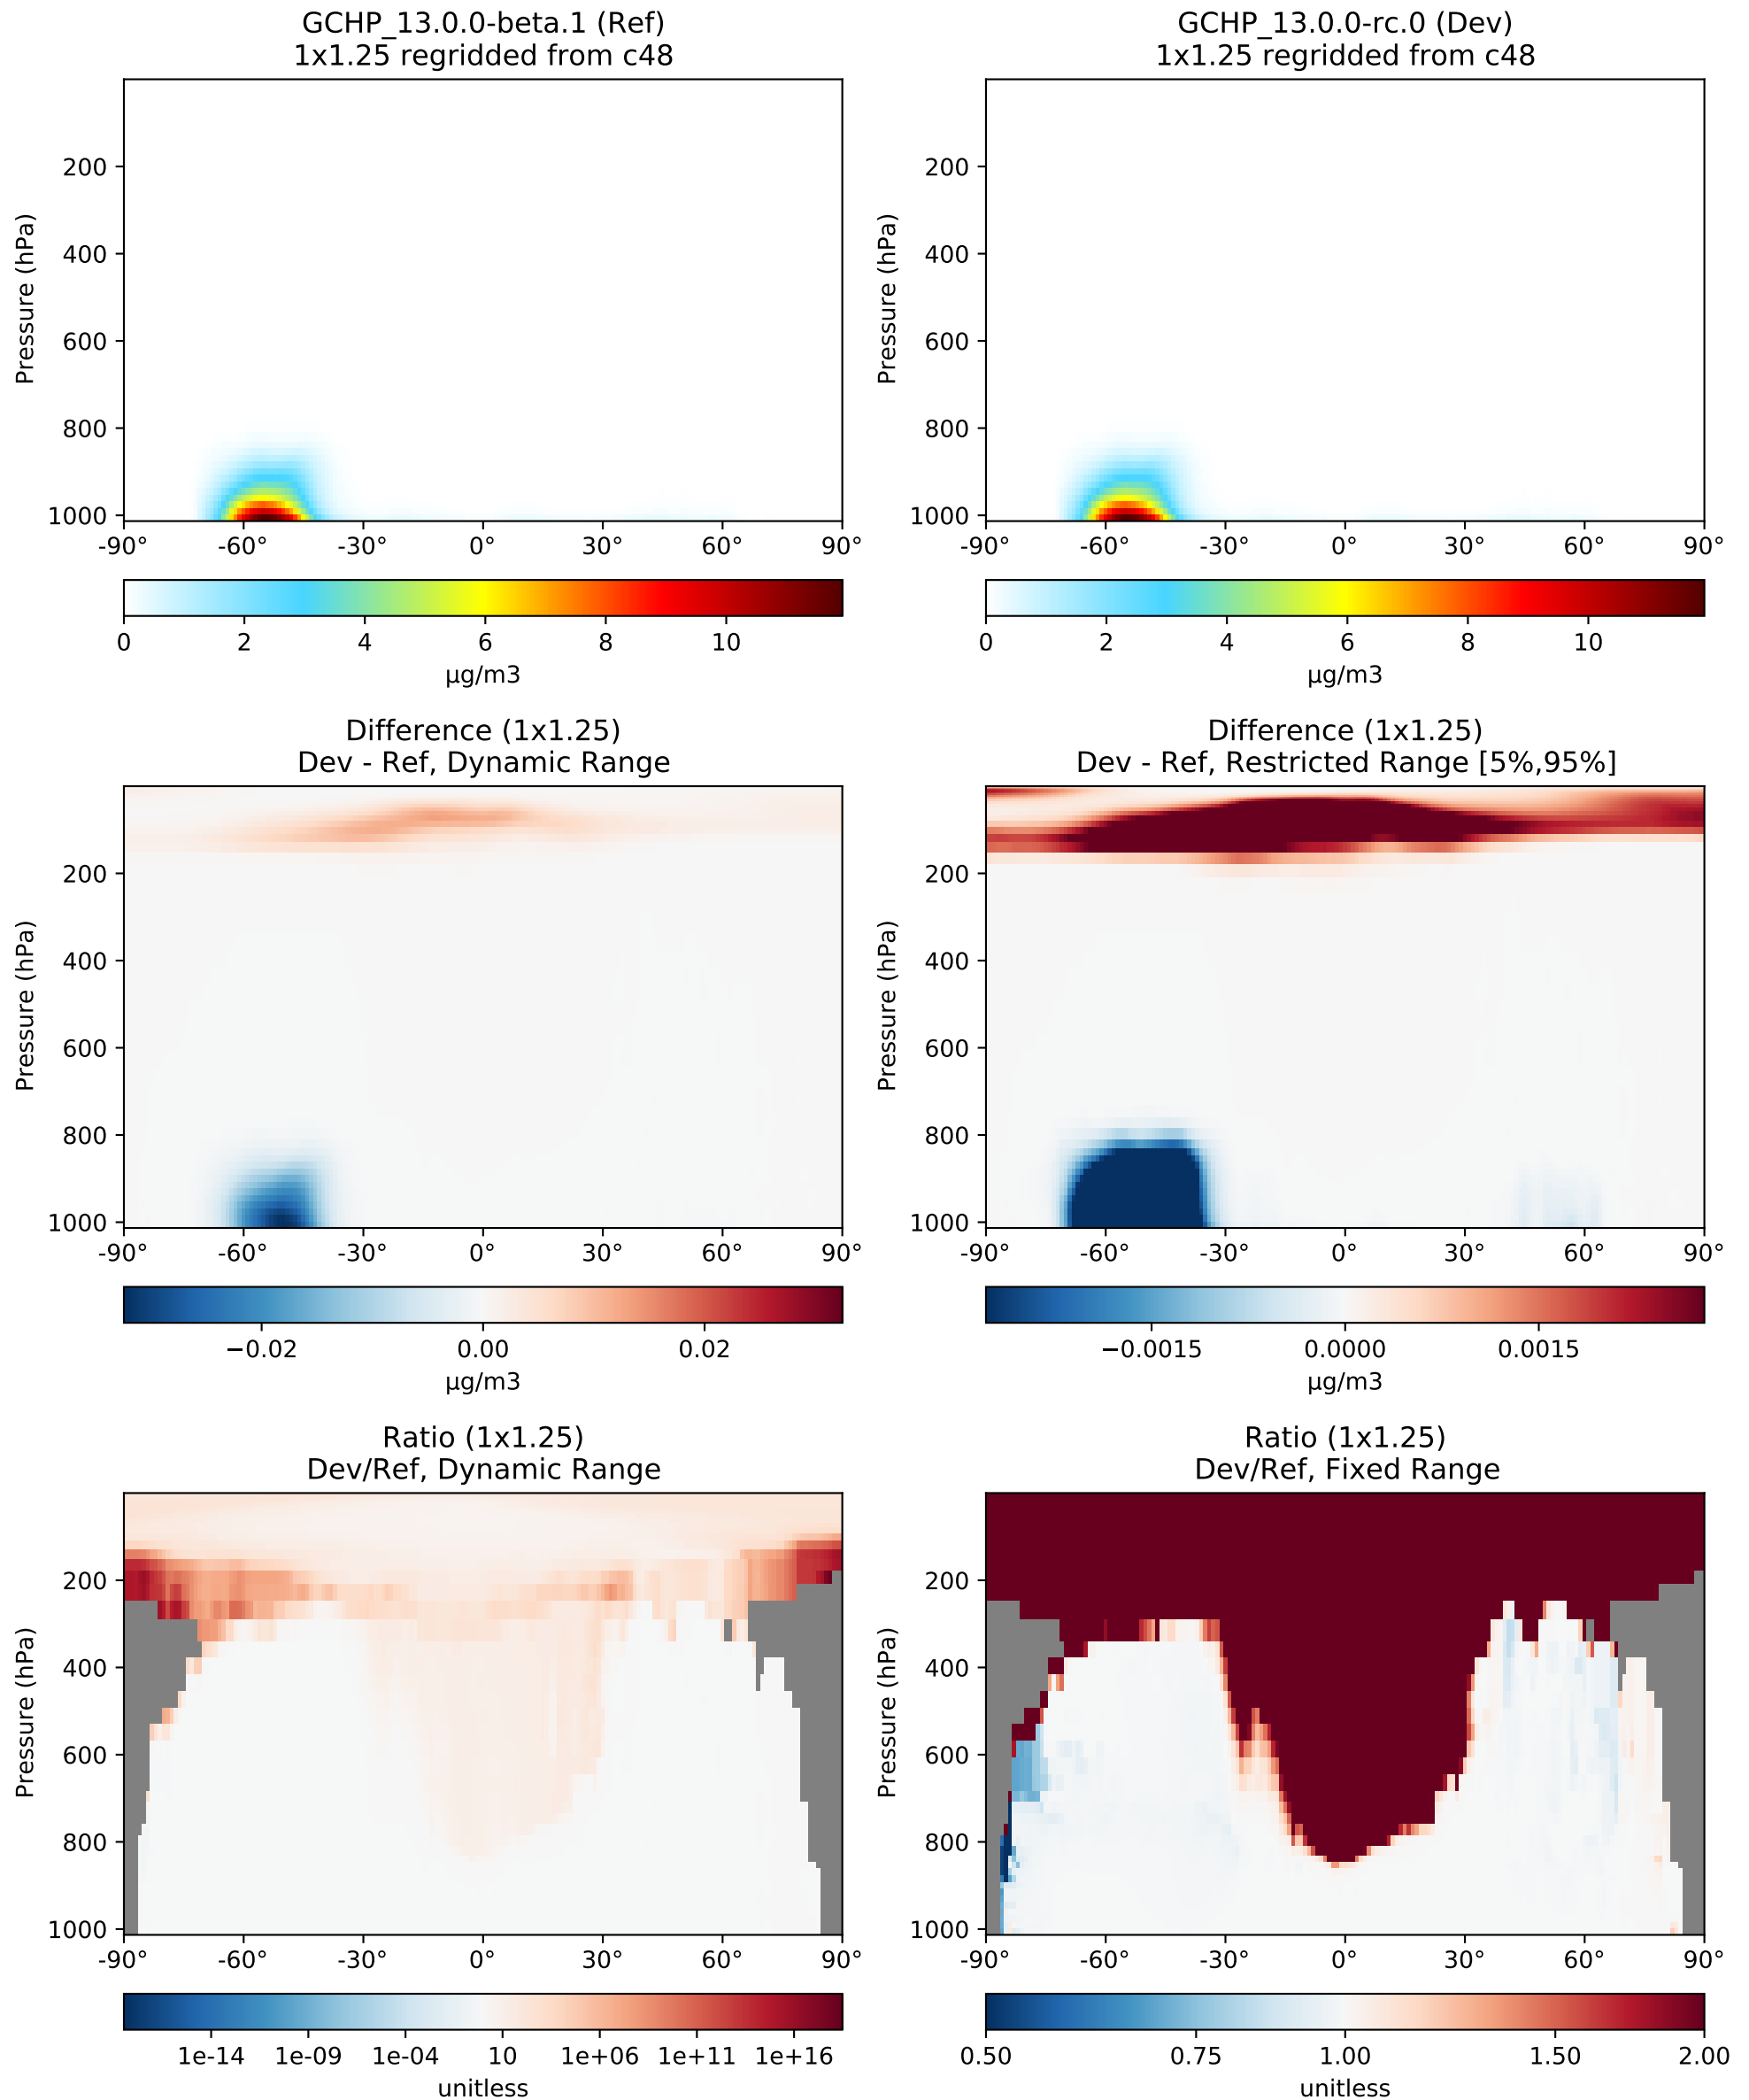 GCHP_13.0.0-beta.1 (Ref)
1x1.25 regridded from c48
GCHP_13.0.0-rc.0 (Dev)
1x1.25 regridded from c48
Pressure (hPa)
200
400
600
800
1000
-90° -60° -30° 0° 30° 60° 90°
0 2 4 6 8 10
μg/m3
Pressure (hPa)
200
400
600
800
1000
-90° -60° -30° 0° 30° 60° 90°
0 2 4 6 8 10
μg/m3
Difference (1x1.25)
Dev - Ref, Dynamic Range
Difference (1x1.25)
Dev - Ref, Restricted Range [5%,95%]
Pressure (hPa)
200
400
600
800
1000
-90° -60° -30° 0° 30° 60° 90°
−0.02 0.00 0.02
μg/m3
Pressure (hPa)
200
400
600
800
1000
-90° -60° -30° 0° 30° 60° 90°
−0.0015 0.0000 0.0015
μg/m3
Ratio (1x1.25)
Dev/Ref, Dynamic Range
Ratio (1x1.25)
Dev/Ref, Fixed Range
Pressure (hPa)
200
400
600
800
1000
-90° -60° -30° 0° 30° 60° 90°
1e-14 1e-09 1e-04 10 1e+06 1e+11 1e+16
unitless
Pressure (hPa)
200
400
600
800
1000
-90° -60° -30° 0° 30° 60° 90°
0.50 0.75 1.00 1.50 2.00
unitless